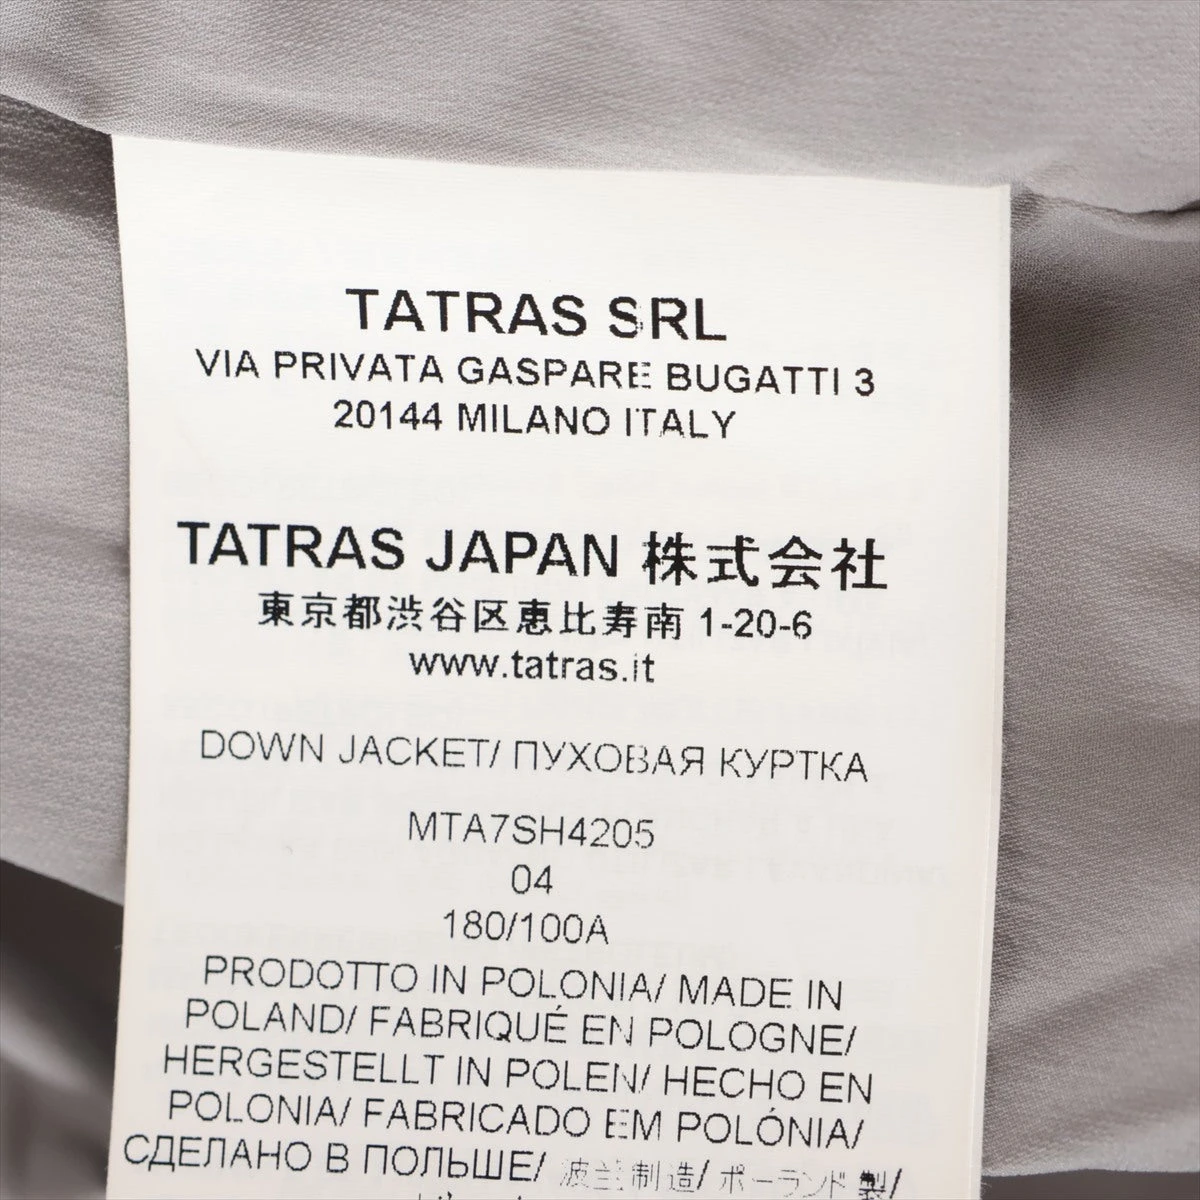 TATRAS SRL
VIA PRIVATA GASPARE BUGATTI 3
20144 MILANO ITALY
TATRAS JAPAN 株式会社
東京都渋谷区恵比寿南 1-20-6
www.tatras.it
DOWN JACKET/ ПУХОВАЯ КУРТКА
MTA7SH4205
04
180/100A
PRODOTTO IN POLONIA/ MADE IN
POLAND/ FABRIQUÉ EN POLOGNE/
HERGESTELLT IN POLEN/ HECHO EN
POLONIA/ FABRICADO EM POLÓNIA/
СДЕЛАНО В ПОЛЬШЕ/ 波兰制造/ ポーランド製/